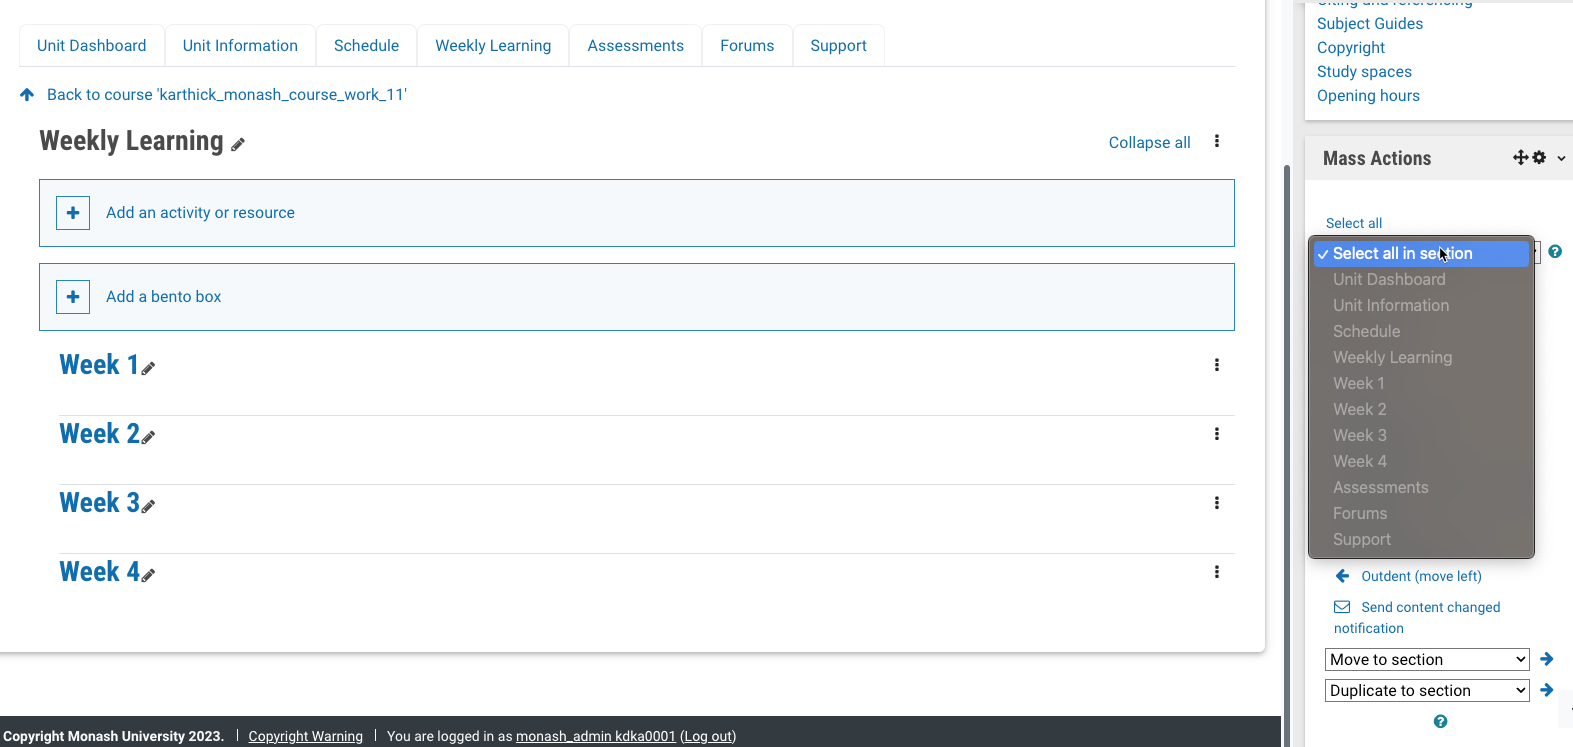 Unit Dashboard
Unit Information
Schedule
Weekly Learning
Assessments
Forums
Support
Back to course 'karthick_monash_course_work_11'
Weekly Learning
Collapse all
Add an activity or resource
Add a bento box
Week 1
Week 2
Week 3
Week 4
Citing and referencing
Subject Guides
Copyright
Study spaces
Opening hours
Mass Actions
Select all
✓ Select all in section
Unit Dashboard
Unit Information
Schedule
Weekly Learning
Week 1
Week 2
Week 3
Week 4
Assessments
Forums
Support
Outdent (move left)
Send content changed
notification
Move to section
Duplicate to section
Copyright Monash University 2023. | Copyright Warning | You are logged in as monash_admin kdka0001 (Log out)